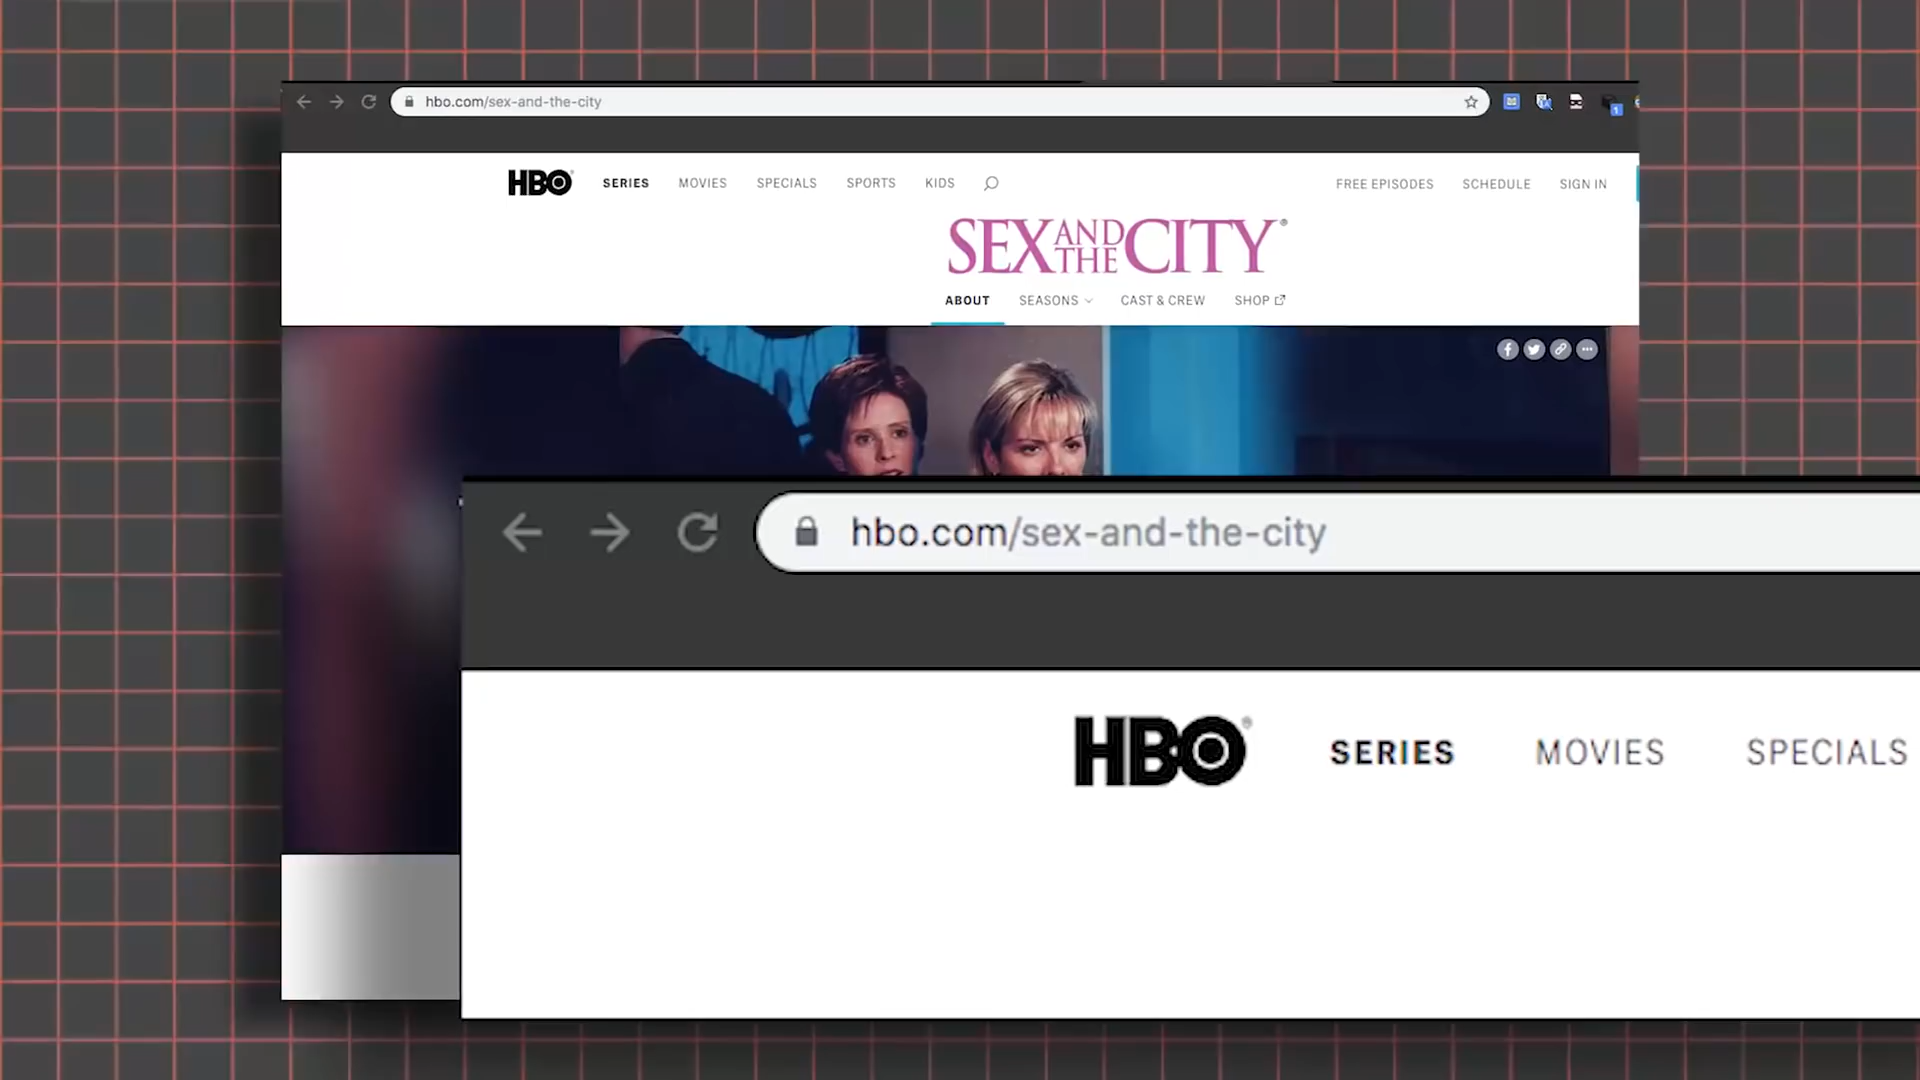 hbo.com/sex-and-the-city
1
HBO® SERIES MOVIES SPECIALS SPORTS KIDS FREE EPISODES SCHEDULE SIGN IN
SEX AND THE CITY®
ABOUT SEASONS CAST & CREW SHOP
hbo.com/sex-and-the-city
HBO® SERIES MOVIES SPECIALS